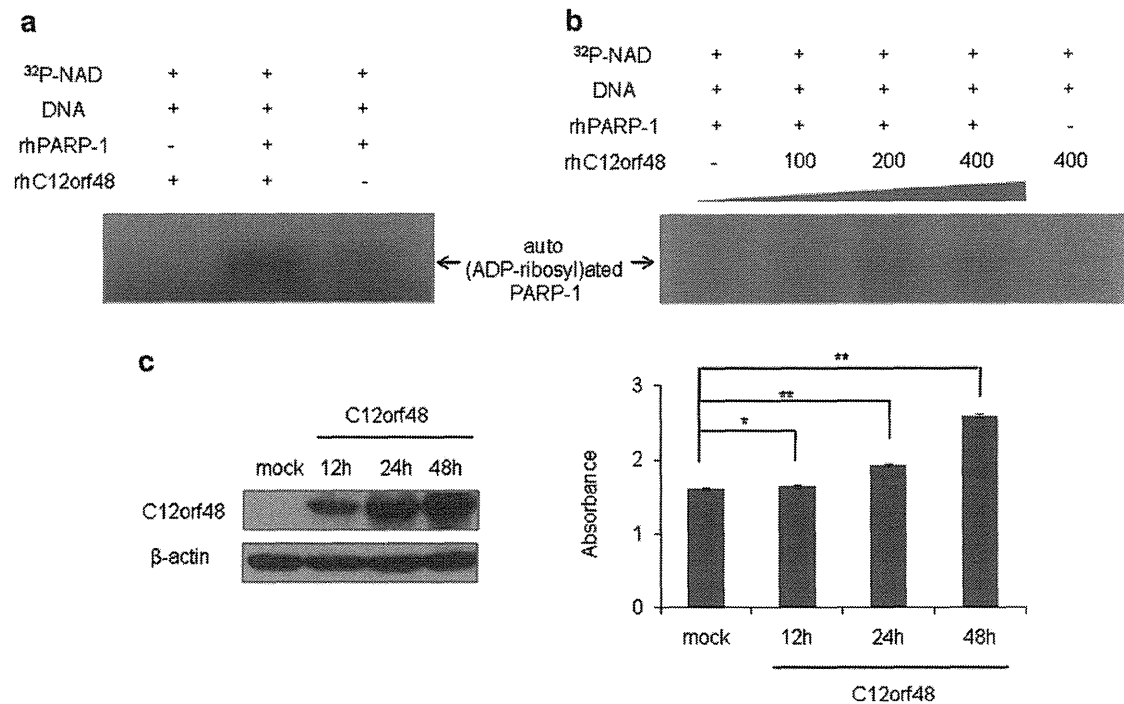 a
³²P-NAD + + +
DNA + + +
rhPARP-1 - + +
rhC12orf48 + + -
b
³²P-NAD + + + + +
DNA + + + + +
rhPARP-1 + + + + -
rhC12orf48 - 100 200 400 400
auto
(ADP-ribosyl)ated
PARP-1
c
C12orf48
mock 12h 24h 48h
C12orf48
β-actin
**
**
*
3
2
1
0
Absorbance
mock 12h 24h 48h
C12orf48